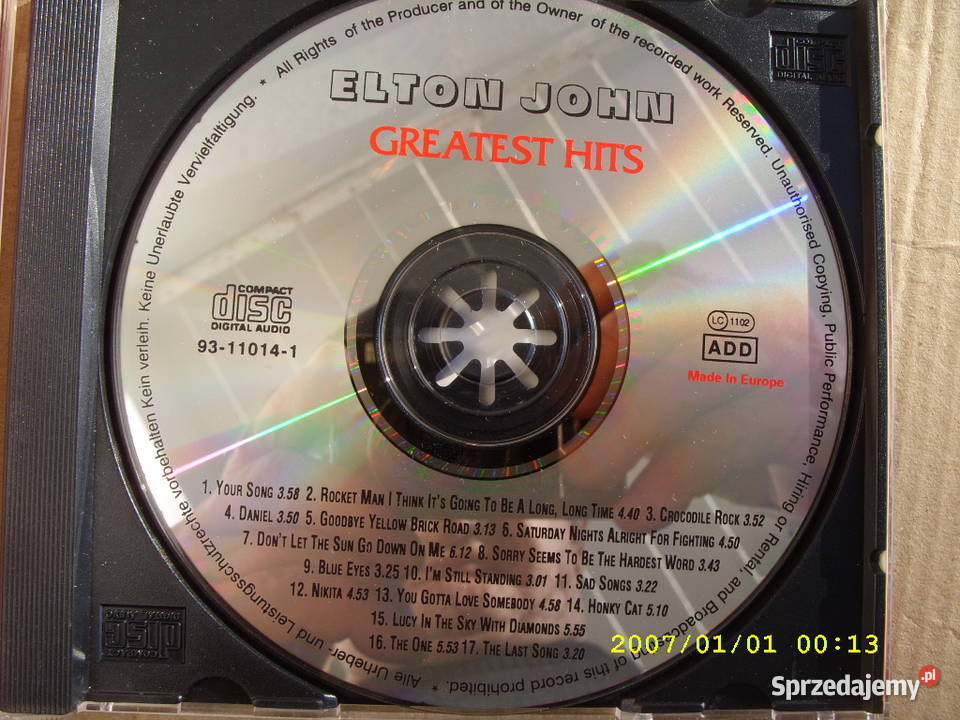 * All Rights of the Producer and of the Owner of the recorded work Reserved. Unauthorised Copying, Public Performance, Hiring or Rental, and Broadcasting of this record prohibited. * Alle Urheber- und Leistungsschutzrechte vorbehalten Kein verleih. Keine Unerlaubte Vervielfältigung.
ELTON JOHN
GREATEST HITS
COMPACT
disc
DIGITAL AUDIO
93-11014-1
LC 1102
ADD
Made In Europe
1. YOUR SONG 3.58 2. ROCKET MAN I THINK IT'S GOING TO BE A LONG, LONG TIME 4.40 3. CROCODILE ROCK 3.52
4. DANIEL 3.50 5. GOODBYE YELLOW BRICK ROAD 3.13 6. SATURDAY NIGHTS ALRIGHT FOR FIGHTING 4.50
7. DON'T LET THE SUN GO DOWN ON ME 6.12 8. SORRY SEEMS TO BE THE HARDEST WORD 3.43
9. BLUE EYES 3.25 10. I'M STILL STANDING 3.01 11. SAD SONGS 3.22
12. NIKITA 4.53 13. YOU GOTTA LOVE SOMEBODY 4.58 14. HONKY CAT 5.10
15. LUCY IN THE SKY WITH DIAMONDS 5.55
16. THE ONE 5.53 17. THE LAST SONG 3.20
COMPACT
disc
DIGITAL AUDIO
COMPACT
disc
DIGITAL AUDIO
2007/01/01 00:13
Sprzedajemy.pl